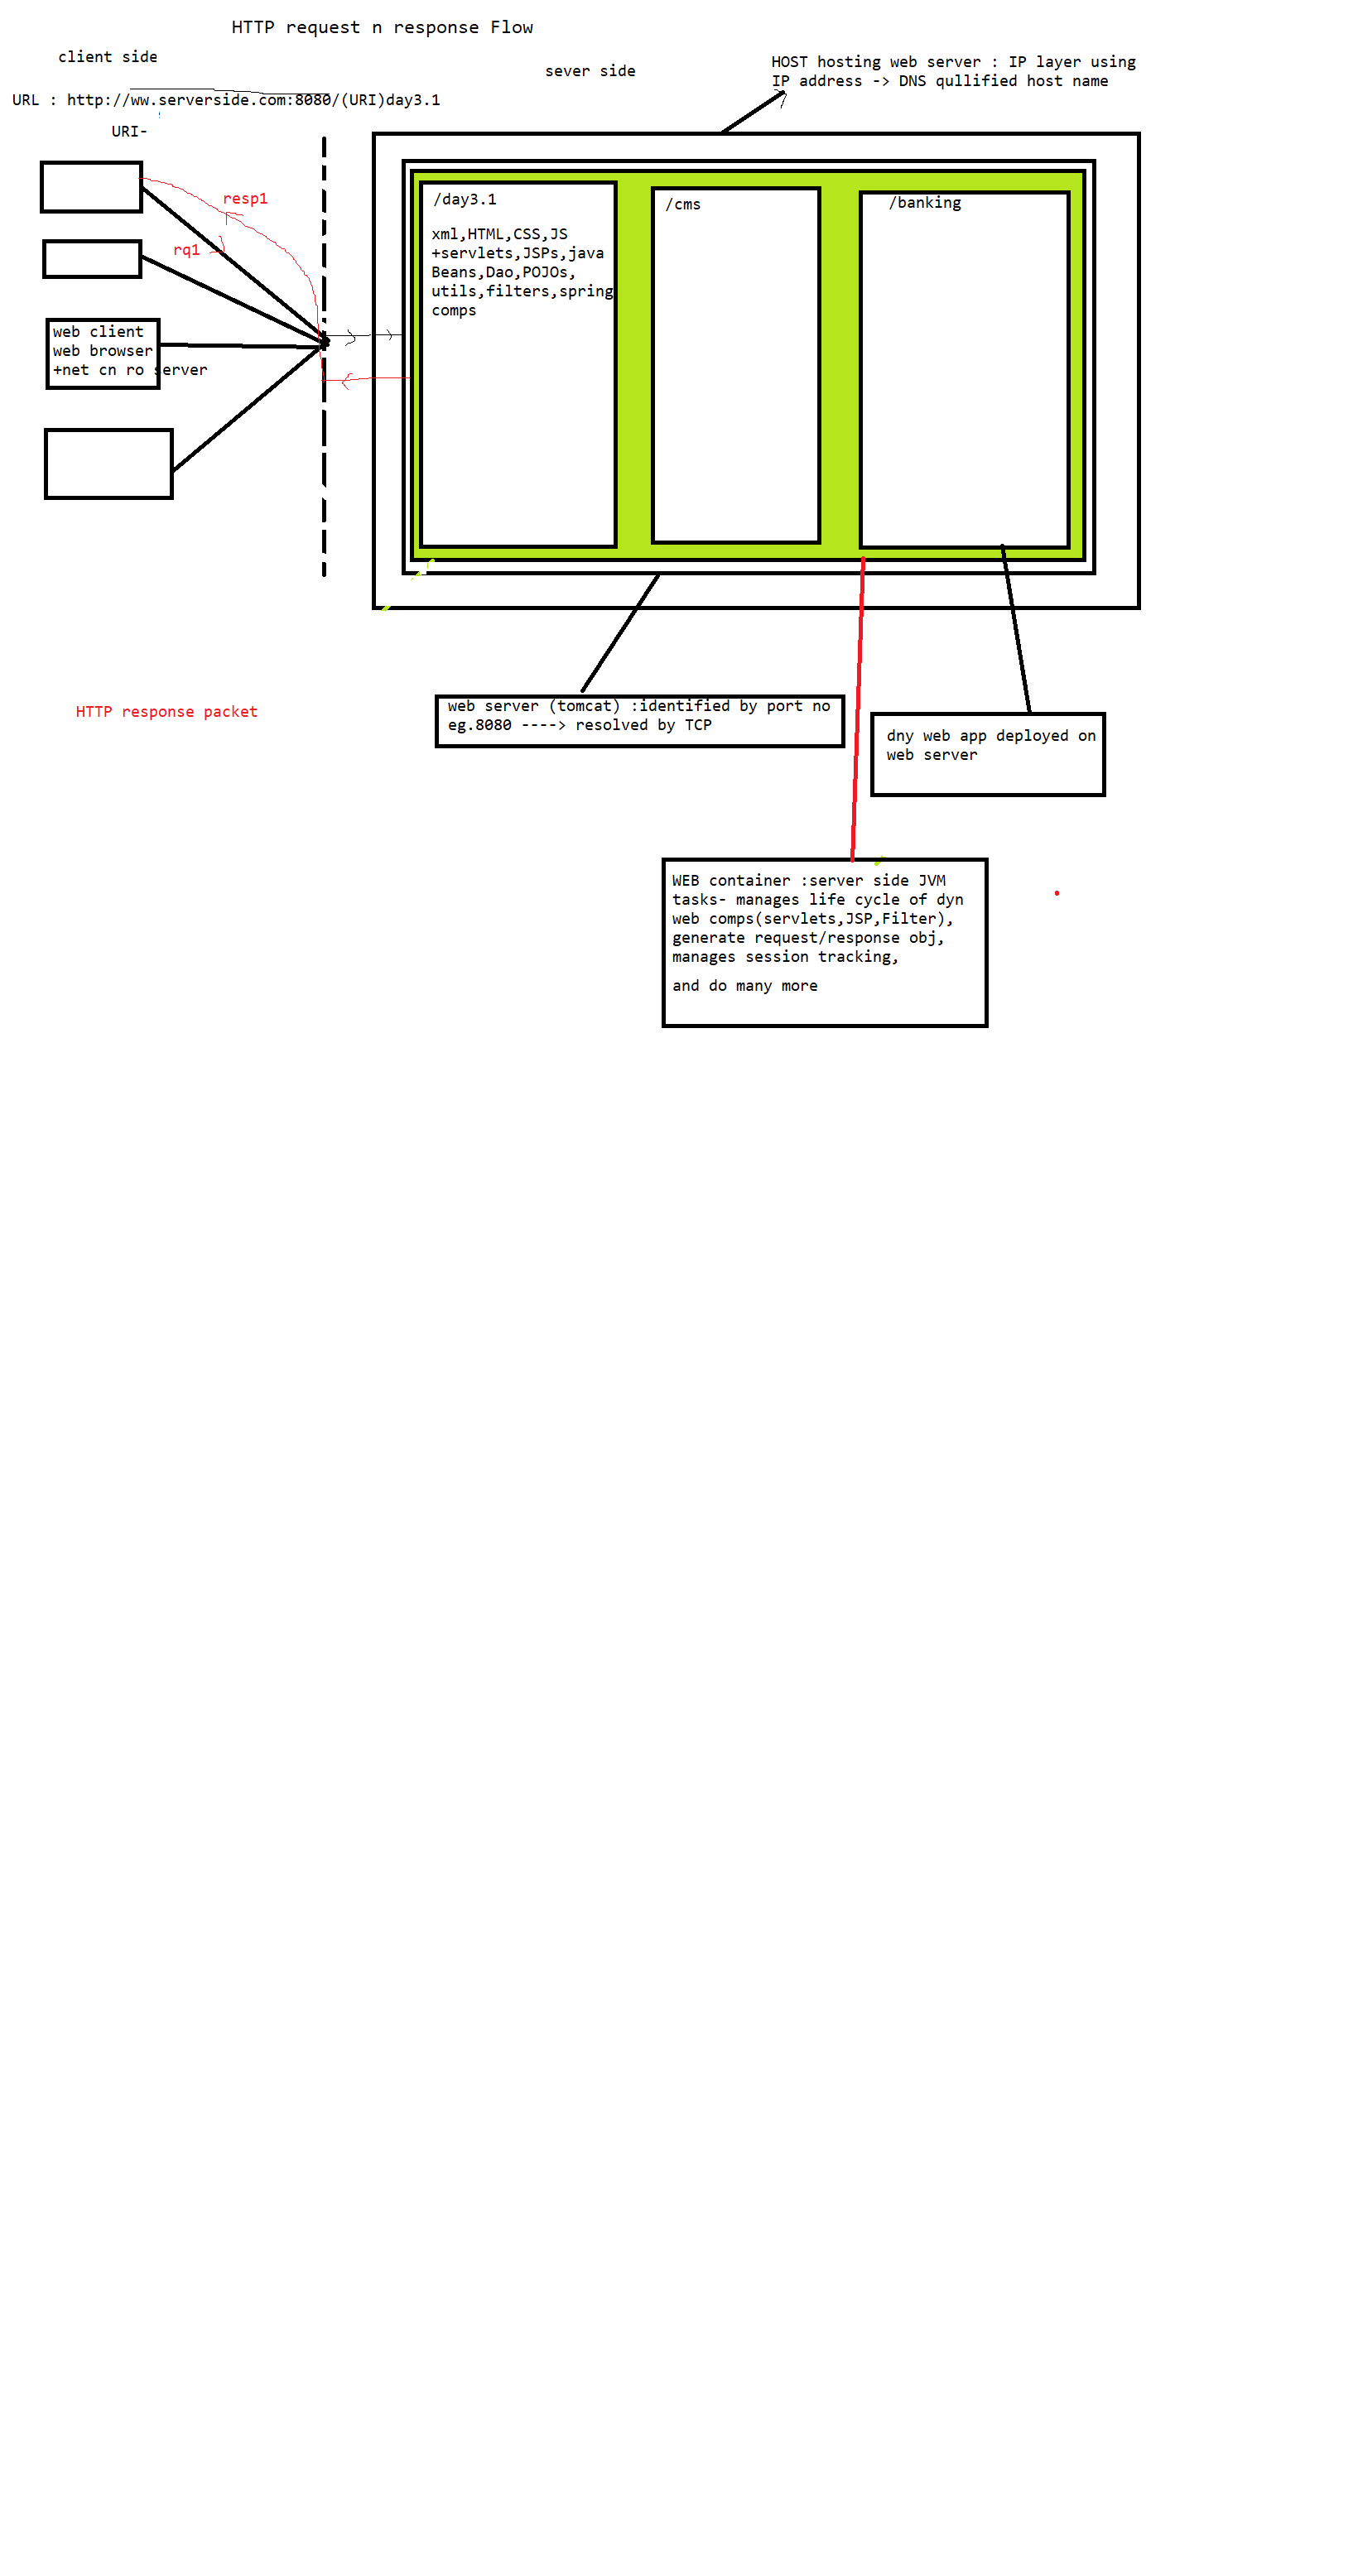 HTTP request n response Flow
client side
sever side
HOST hosting web server : IP layer using
IP address -> DNS qullified host name
URL : http://ww.serverside.com:8080/(URI)day3.1
URI-
resp1
rq1
web client
web browser
+net cn ro server
/day3.1
xml,HTML,CSS,JS
+servlets,JSPs,java
Beans,Dao,POJOs,
utils,filters,spring
comps
/cms
/banking
HTTP response packet
web server (tomcat) :identified by port no
eg.8080 ----> resolved by TCP
dny web app deployed on
web server
WEB container :server side JVM
tasks- manages life cycle of dyn
web comps(servlets,JSP,Filter),
generate request/response obj,
manages session tracking,
and do many more